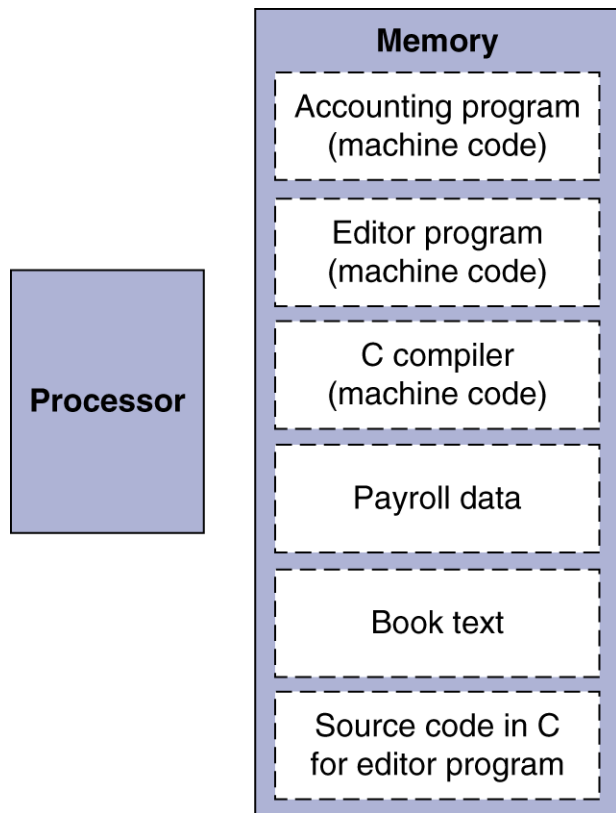 Memory
Accounting program
(machine code)
Editor program
(machine code)
C compiler
(machine code)
Processor
Payroll data
Book text
Source code in C
for editor program